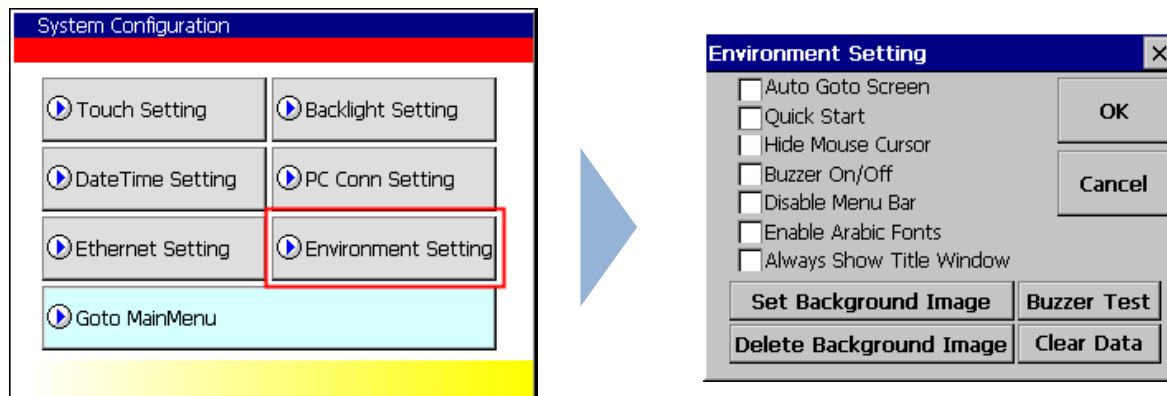 System Configuration
Touch Setting
Backlight Setting
DateTime Setting
PC Conn Setting
Ethernet Setting
Environment Setting
Goto MainMenu
Environment Setting
Auto Goto Screen
Quick Start
Hide Mouse Cursor
Buzzer On/Off
Disable Menu Bar
Enable Arabic Fonts
Always Show Title Window
OK
Cancel
Set Background Image
Buzzer Test
Delete Background Image
Clear Data